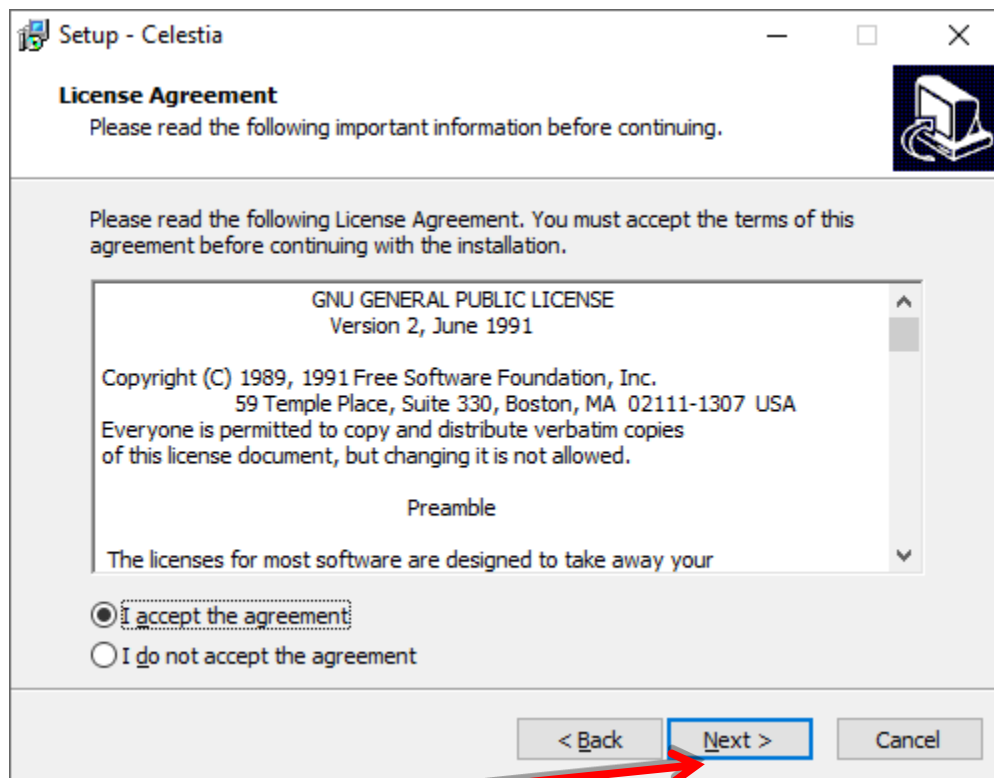 Setup - Celestia
License Agreement
Please read the following important information before continuing.
Please read the following License Agreement. You must accept the terms of this
agreement before continuing with the installation.
GNU GENERAL PUBLIC LICENSE
Version 2, June 1991
Copyright (C) 1989, 1991 Free Software Foundation, Inc.
59 Temple Place, Suite 330, Boston, MA 02111-1307 USA
Everyone is permitted to copy and distribute verbatim copies
of this license document, but changing it is not allowed.
Preamble
The licenses for most software are designed to take away your
I accept the agreement
I do not accept the agreement
< Back Next > Cancel